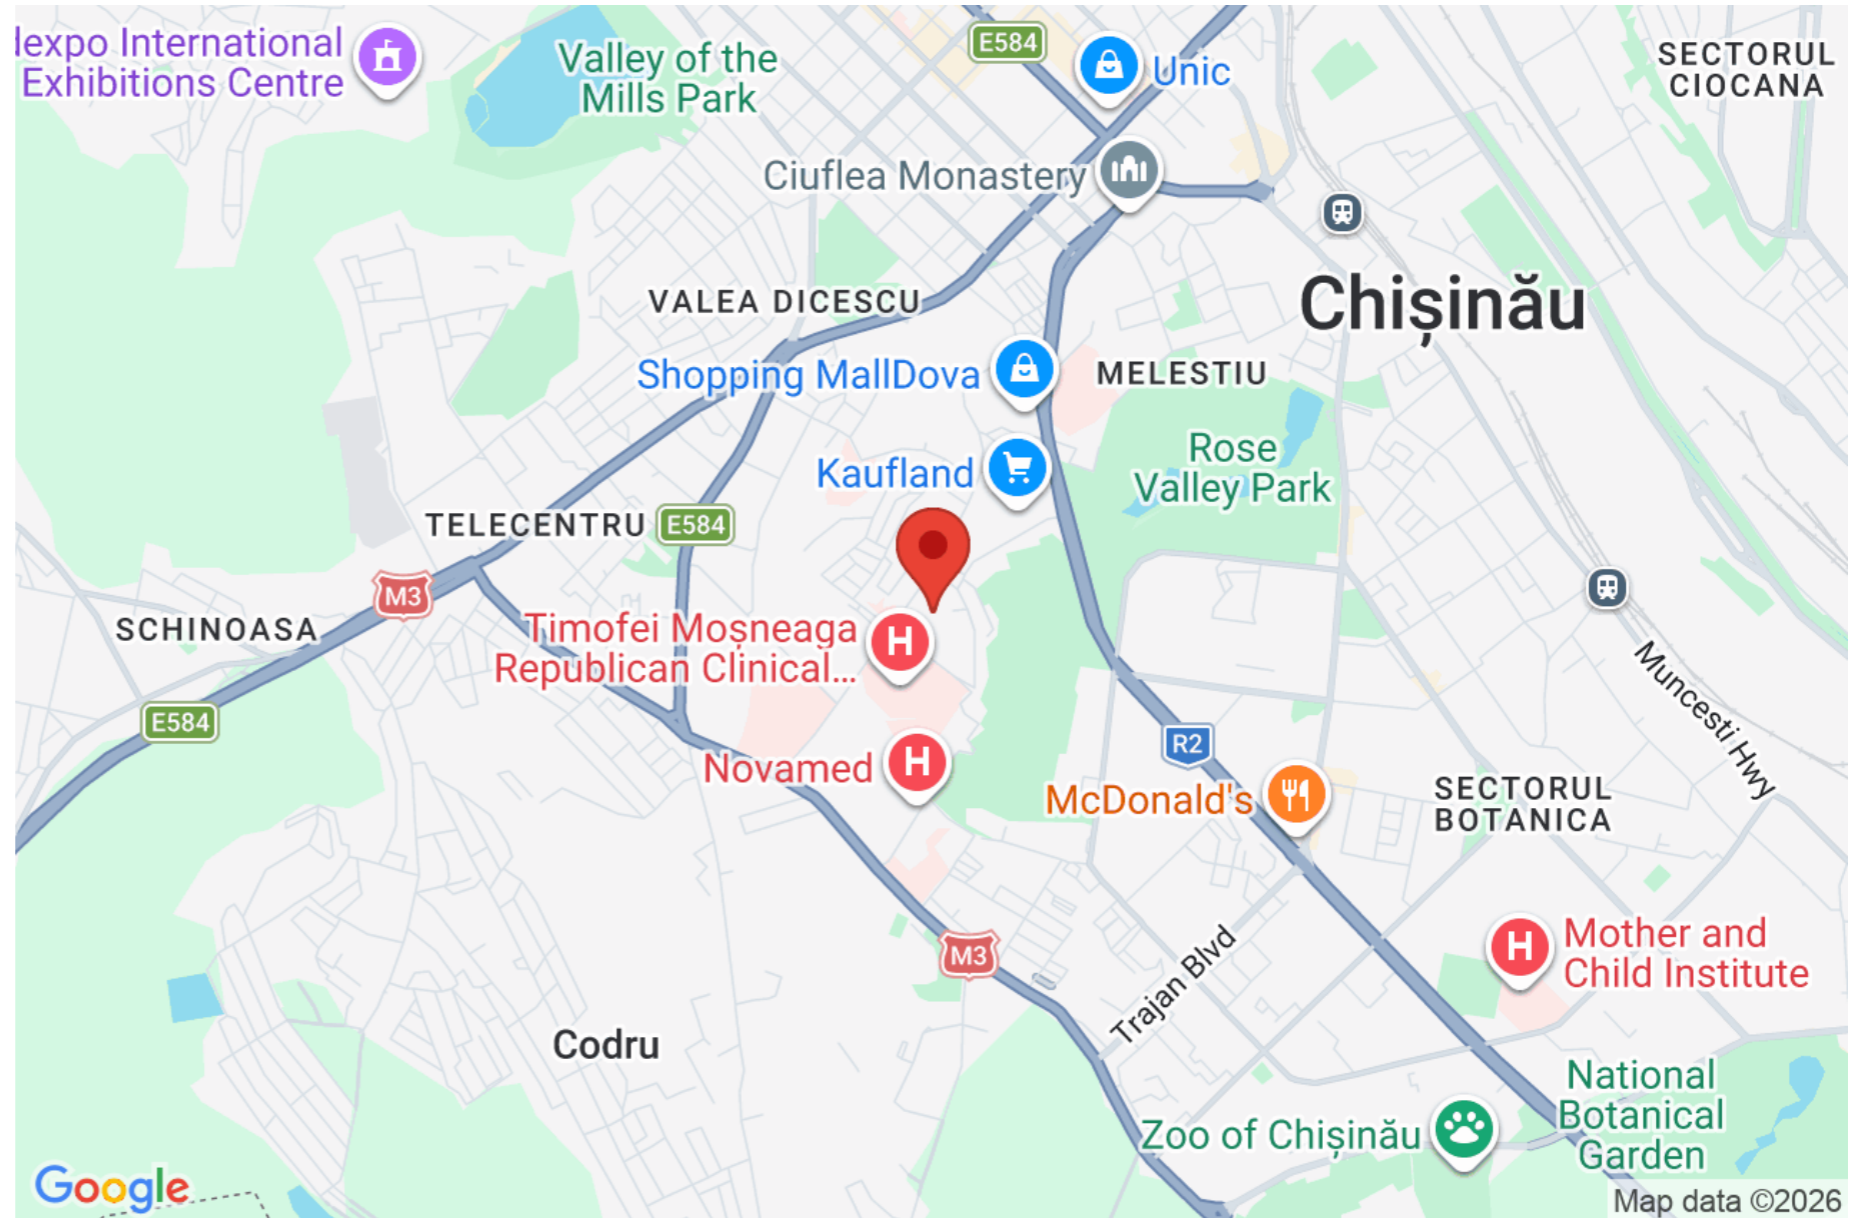 International
Exhibitions Centre
Valley of the
Mills Park
E584
Unic
SECTORUL
CIOCANA
Ciuflea Monastery
VALEA DICESCU
Chișinău
Shopping MallDova
MELESTIU
Rose
Valley Park
Kaufland
TELECENTRU
E584
M3
SCHINOASA
Timofei Moșneaga
Republican Clinical...
H
E584
Novamed
H
R2
McDonald's
Muncesti Hwy
SECTORUL
BOTANICA
M3
Trajan Blvd
H
Mother and
Child Institute
Codru
National
Botanical
Garden
Zoo of Chișinău
Google
Map data ©2026